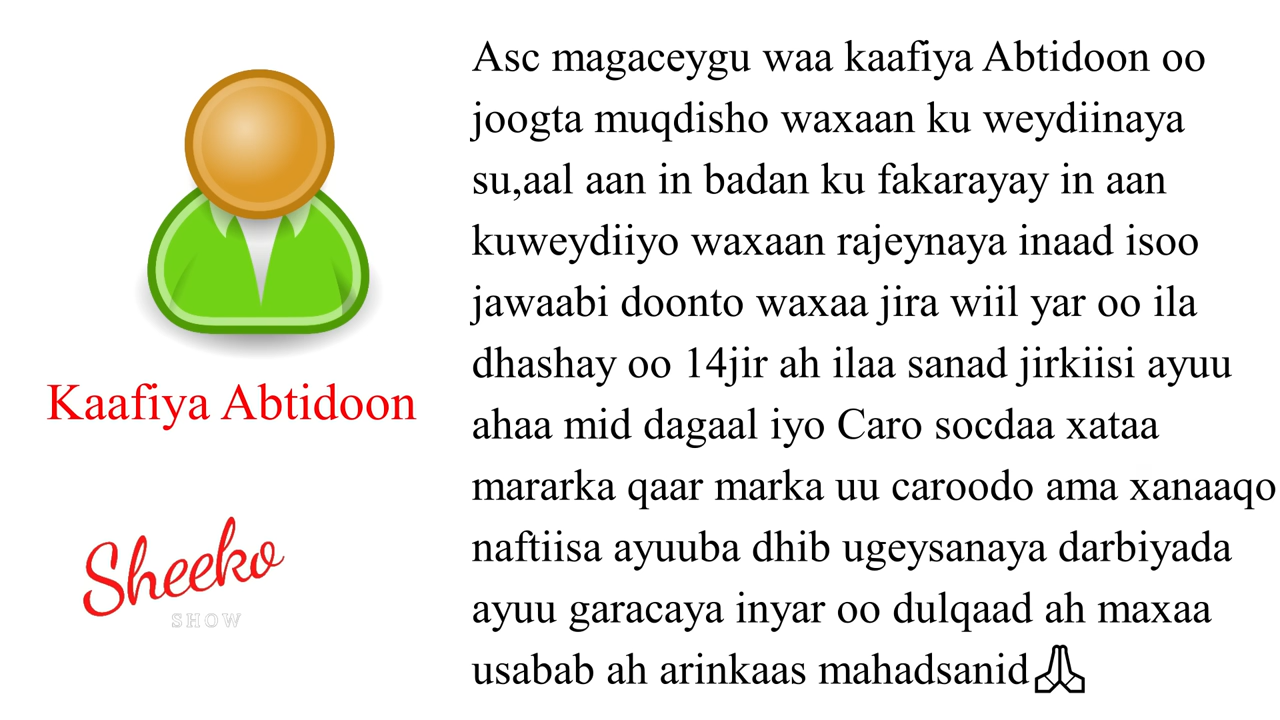 Asc magaceygu waa kaafiya Abtidoon oo
joogta muqdisho waxaan ku weydiinaya
su,aal aan in badan ku fakarayay in aan
kuweydiiyo waxaan rajeynaya inaad isoo
jawaabi doonto waxaa jira wiil yar oo ila
dhashay oo 14jir ah ilaa sanad jirkiisi ayuu
ahaa mid dagaal iyo Caro socdaa xataa
mararka qaar marka uu caroodo ama xanaaqo
naftiisa ayuuba dhib ugeysanaya darbiyada
ayuu garacaya inyar oo dulqaad ah maxaa
usabab ah arinkaas mahadsanid🙏
Kaafiya Abtidoon
Sheeko
SHOW